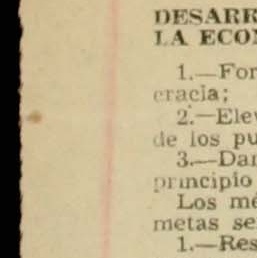 DESARR
LA ECON
1.—For
cracia;
2.—Elev
de los pu
3.—Dar
principio
Los mé
metas se
1.—Res